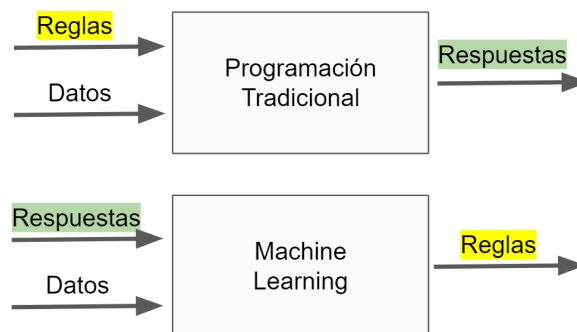 Reglas
Datos
Programación
Tradicional
Respuestas
Respuestas
Datos
Machine
Learning
Reglas